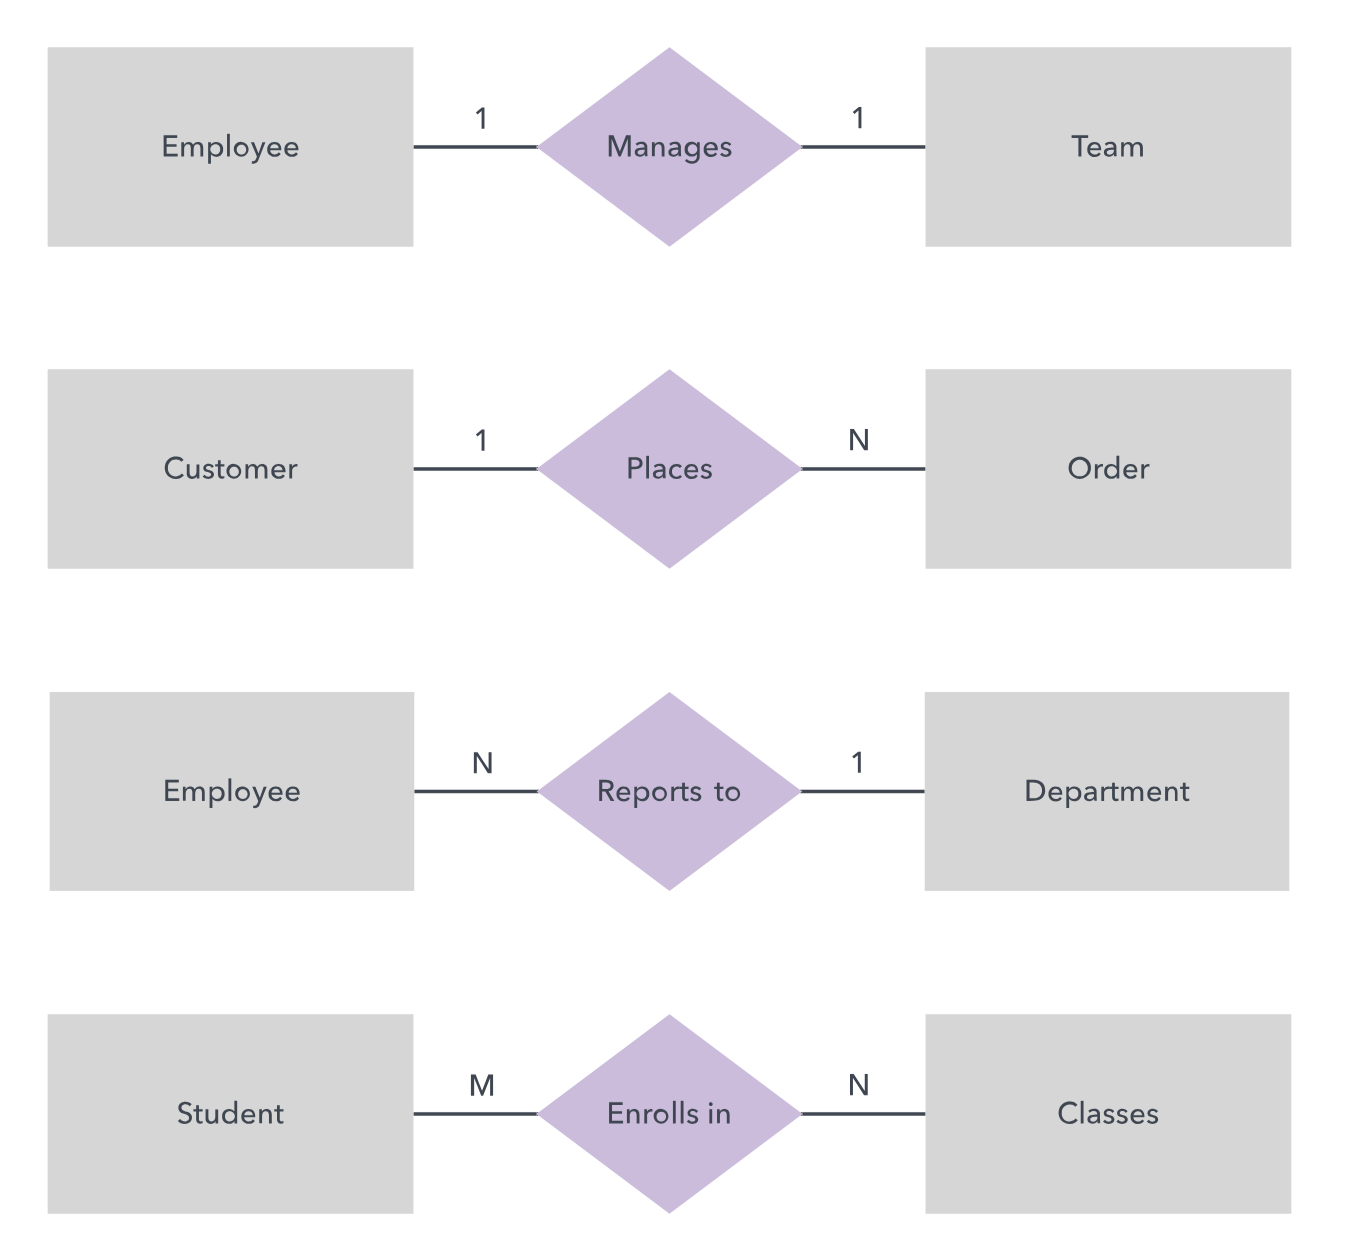 Employee
1
Manages
1
Team
Customer
1
Places
N
Order
Employee
N
Reports to
1
Department
Student
M
Enrolls in
N
Classes